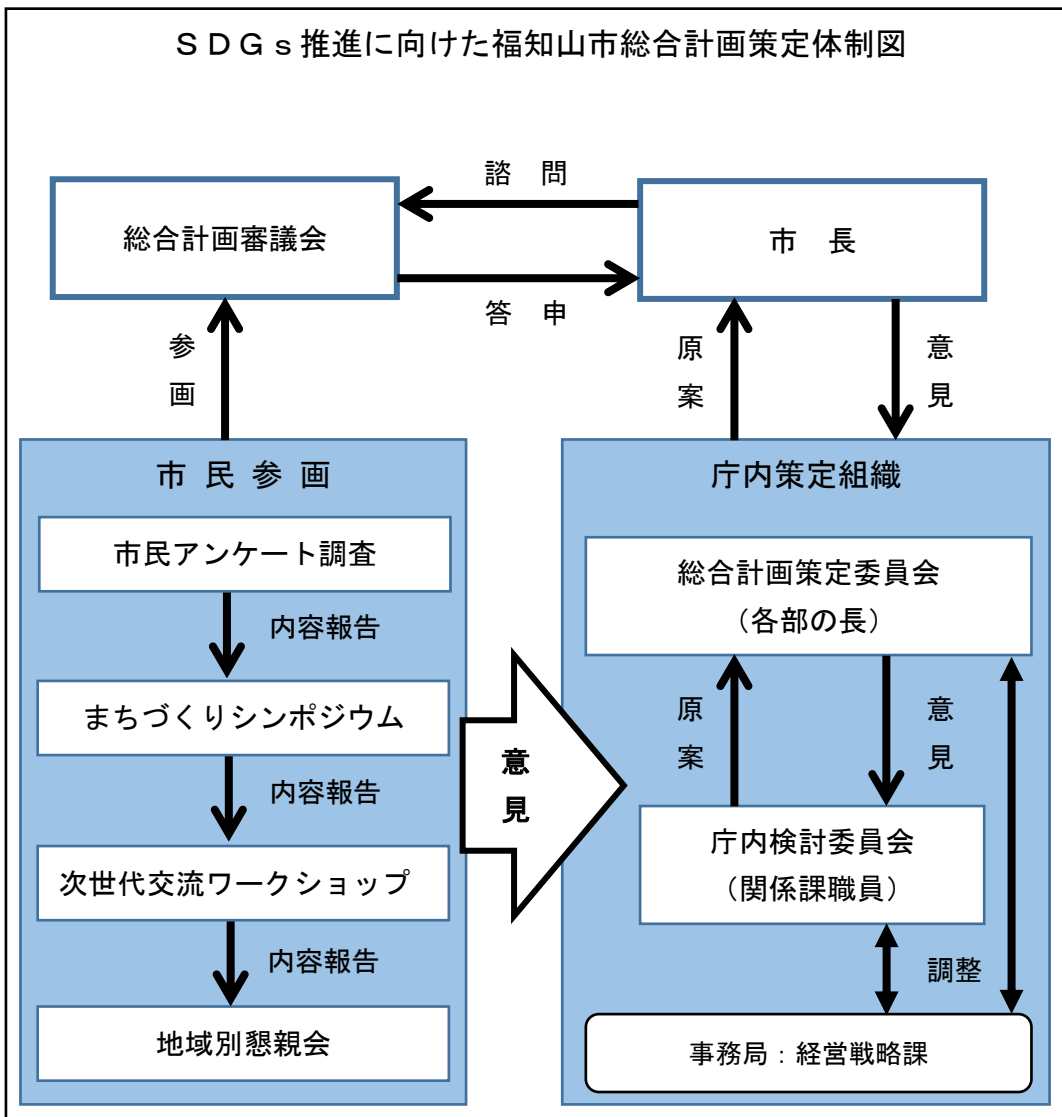 ＳＤＧｓ推進に向けた福知山市総合計画策定体制図
諮　問
総合計画審議会
市　長
答　申
参
画
原
案
意
見
市 民 参 画
市民アンケート調査
内容報告
まちづくりシンポジウム
内容報告
次世代交流ワークショップ
内容報告
地域別懇親会
意
見
庁内策定組織
総合計画策定委員会
（各部の長）
原
案
意
見
庁内検討委員会
（関係課職員）
調整
事務局：経営戦略課